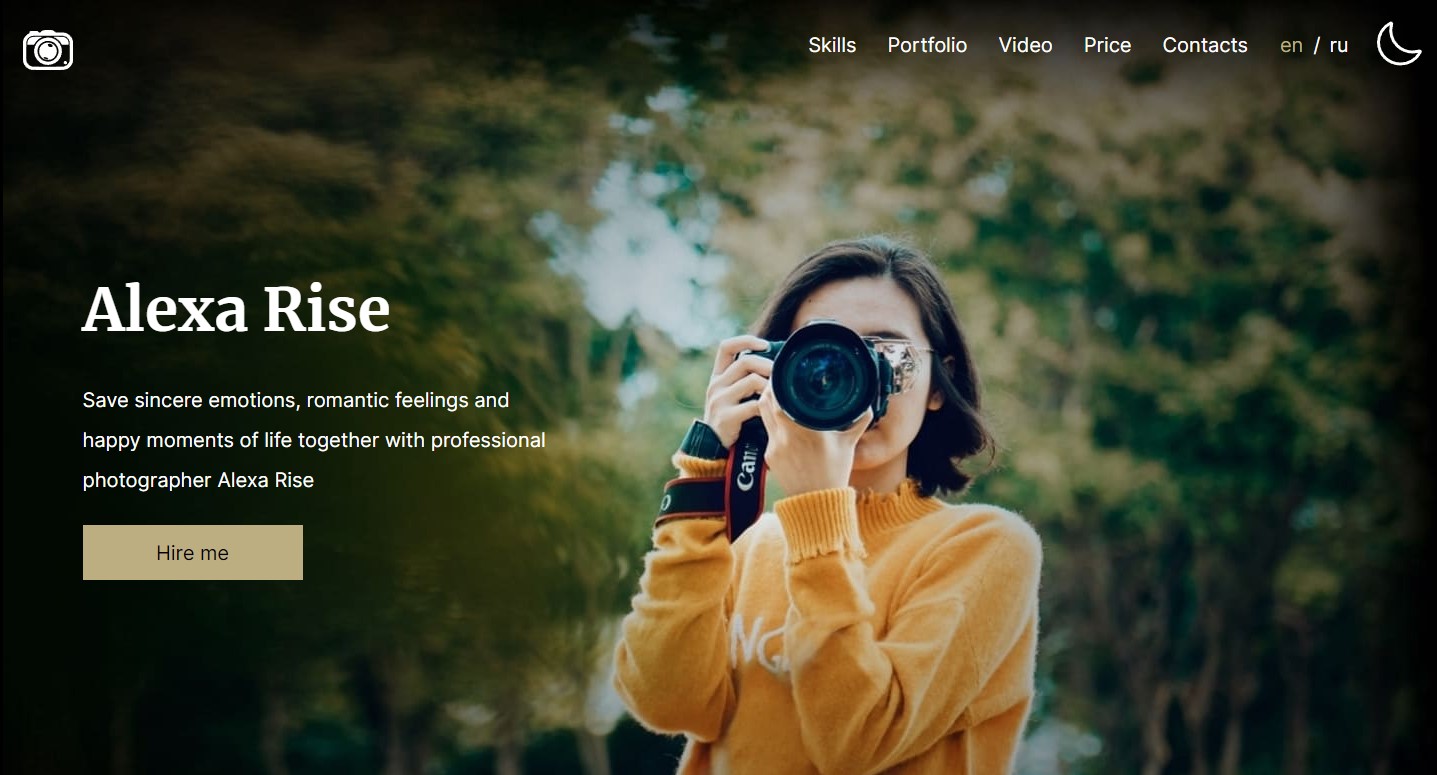 Skills Portfolio Video Price Contacts en / ru
Alexa Rise
Save sincere emotions, romantic feelings and
happy moments of life together with professional
photographer Alexa Rise
Hire me